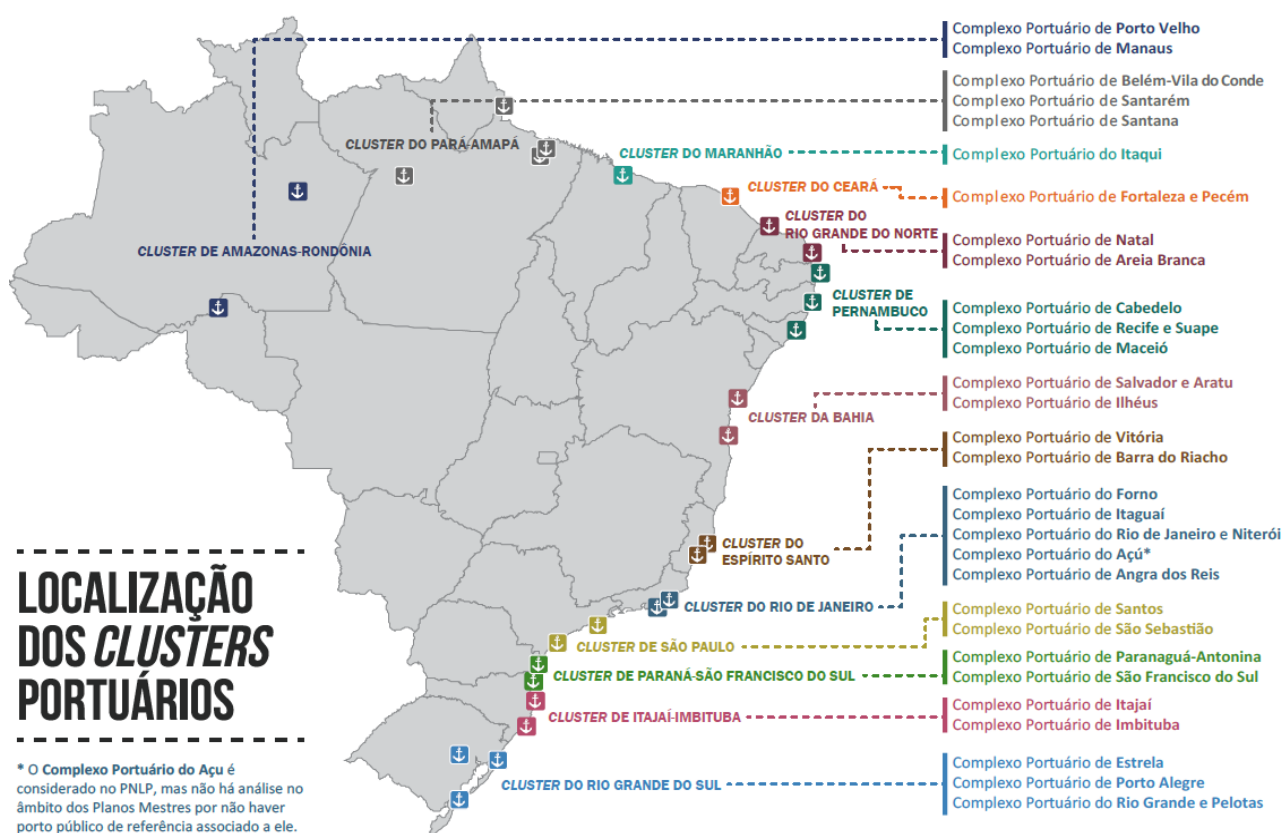 Complexo Portuário de Porto Velho
Complexo Portuário de Manaus
Complexo Portuário de Belém-Vila do Conde
Complexo Portuário de Santarém
Complexo Portuário de Santana
CLUSTER DO PARÁ-AMAPÁ
CLUSTER DO MARANHÃO
Complexo Portuário do Itaqui
CLUSTER DO CEARÁ
Complexo Portuário de Fortaleza e Pecém
CLUSTER DO
RIO GRANDE DO NORTE
Complexo Portuário de Natal
Complexo Portuário de Areia Branca
CLUSTER DE AMAZONAS-RONDÔNIA
CLUSTER DE
PERNAMBUCO
Complexo Portuário de Cabedelo
Complexo Portuário de Recife e Suape
Complexo Portuário de Maceió
CLUSTER DA BAHIA
Complexo Portuário de Salvador e Aratu
Complexo Portuário de Ilhéus
Complexo Portuário de Vitória
Complexo Portuário de Barra do Riacho
CLUSTER DO
ESPÍRITO SANTO
Complexo Portuário do Forno
Complexo Portuário de Itaguaí
Complexo Portuário do Rio de Janeiro e Niterói
Complexo Portuário do Açú*
Complexo Portuário de Angra dos Reis
CLUSTER DO RIO DE JANEIRO
CLUSTER DE SÃO PAULO
Complexo Portuário de Santos
Complexo Portuário de São Sebastião
CLUSTER DE PARANÁ-SÃO FRANCISCO DO SUL
Complexo Portuário de Paranaguá-Antonina
Complexo Portuário de São Francisco do Sul
CLUSTER DE ITAJAÍ-IMBITUBA
Complexo Portuário de Itajaí
Complexo Portuário de Imbituba
CLUSTER DO RIO GRANDE DO SUL
Complexo Portuário de Estrela
Complexo Portuário de Porto Alegre
Complexo Portuário do Rio Grande e Pelotas
LOCALIZAÇÃO
DOS CLUSTERS
PORTUÁRIOS
* O Complexo Portuário do Açu é
considerado no PNLP, mas não há análise no
âmbito dos Planos Mestres por não haver
porto público de referência associado a ele.